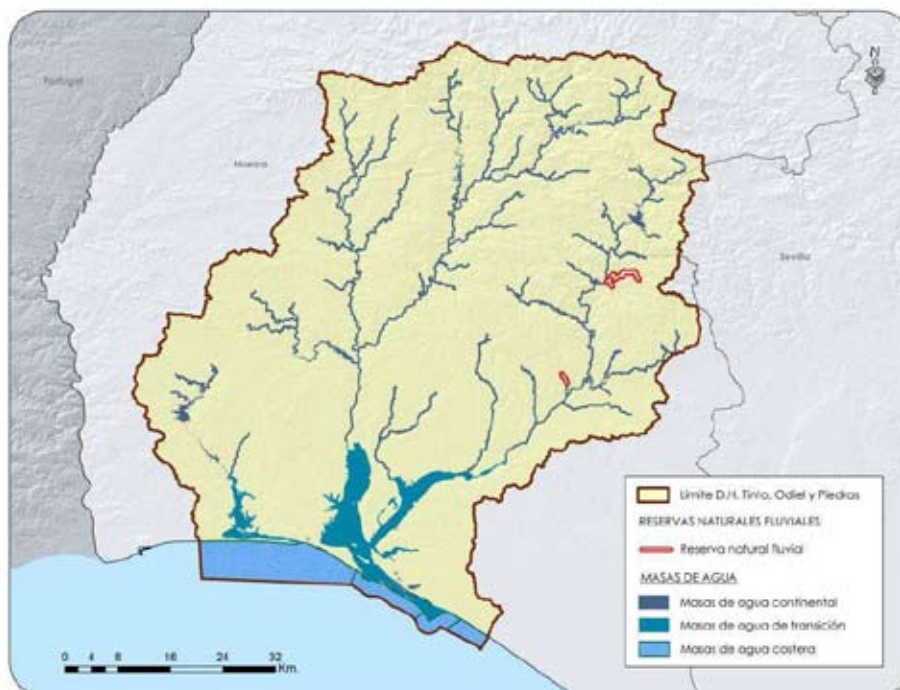 N
Portugal
Huelva
Sevilla
Límite D.H. Tinto, Odiel y Piedras
RESERVAS NATURALES FLUVIALES
Reserva natural fluvial
MASAS DE AGUA
Masas de agua continental
Masas de agua de transición
Masas de agua costera
0 4 8 16 24 32
Km.